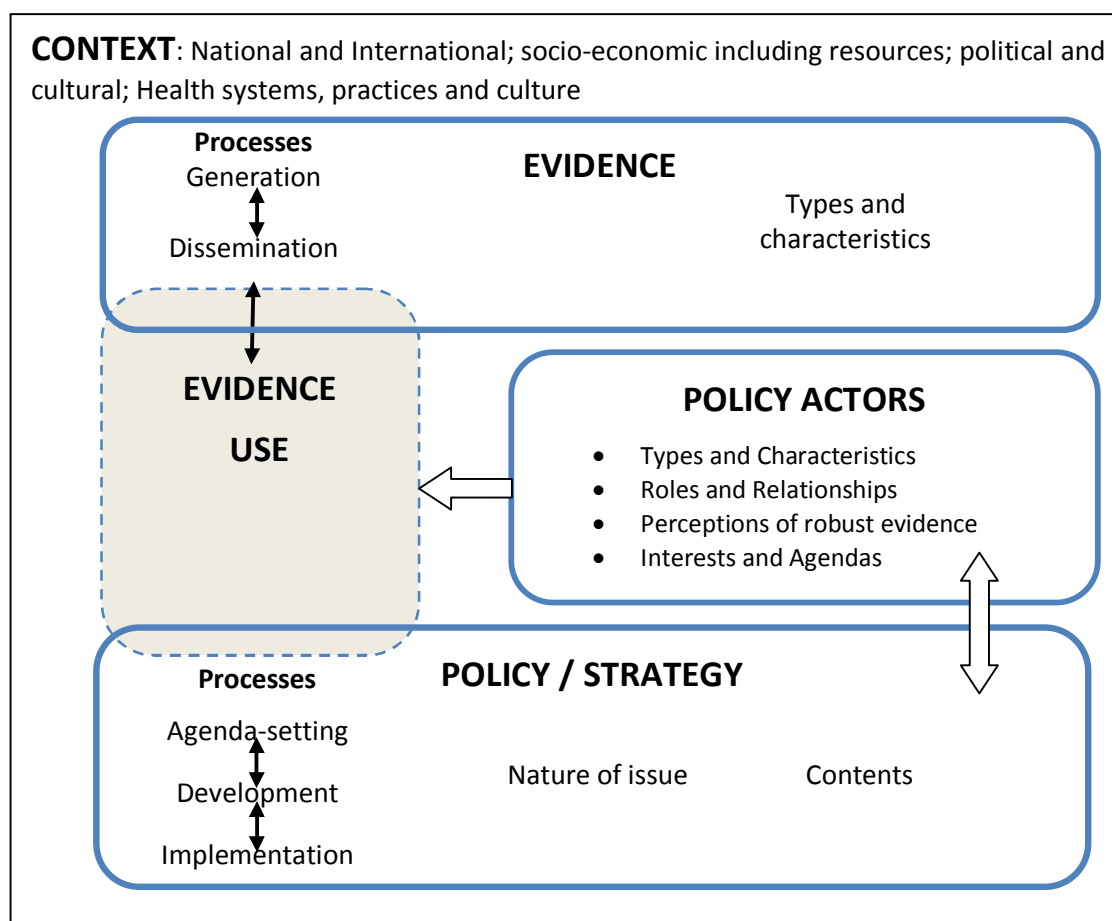 CONTEXT: National and International; socio-economic including resources; political and
cultural; Health systems, practices and culture
Processes
Generation
Dissemination
EVIDENCE
Types and
characteristics
EVIDENCE
USE
POLICY ACTORS
• Types and Characteristics
• Roles and Relationships
• Perceptions of robust evidence
• Interests and Agendas
POLICY / STRATEGY
Processes
Agenda-setting
Development
Implementation
Nature of issue
Contents